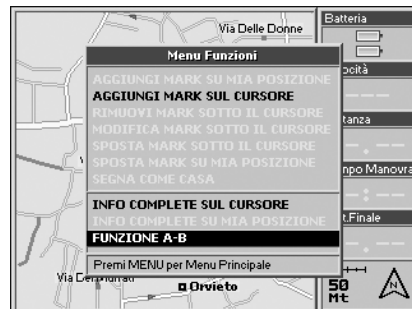 Via Delle Donne
Batteria
Menu Funzioni
AGGIUNGI MARK SU MIA POSIZIONE
AGGIUNGI MARK SUL CURSORE
RIMUOVI MARK SOTTO IL CURSORE
MODIFICA MARK SOTTO IL CURSORE
SPOSTA MARK SOTTO IL CURSORE
SPOSTA MARK SU MIA POSIZIONE
SEGNA COME CASA
INFO COMPLETE SUL CURSORE
INFO COMPLETE SU MIA POSIZIONE
FUNZIONE A-B
Premi MENU per Menu Principale
ocità
tanza
mpo Manovra
t.Finale
Via
Orvieto
50
Mt
A